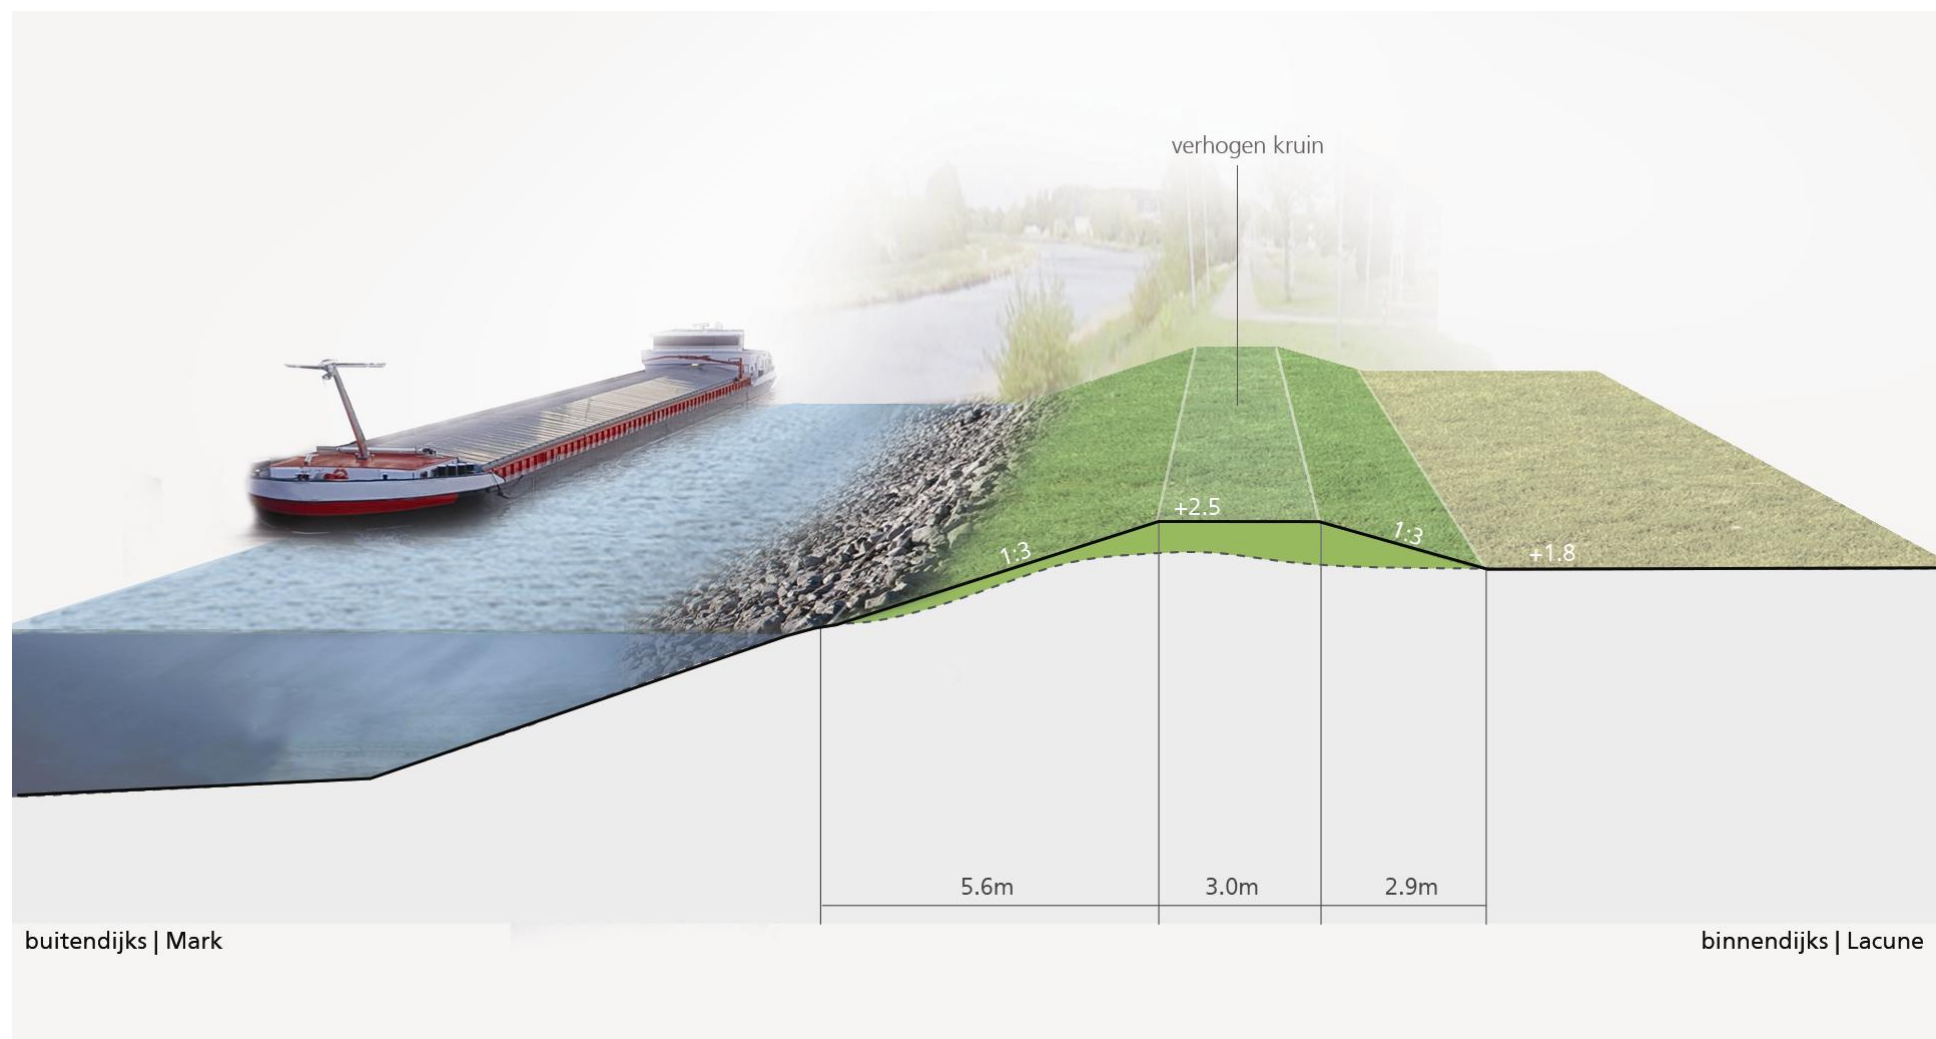 verhogen kruin
+2.5
1:3
1:3
+1.8
5.6m
3.0m
2.9m
buitendijks | Mark
binnendijks | Lacune